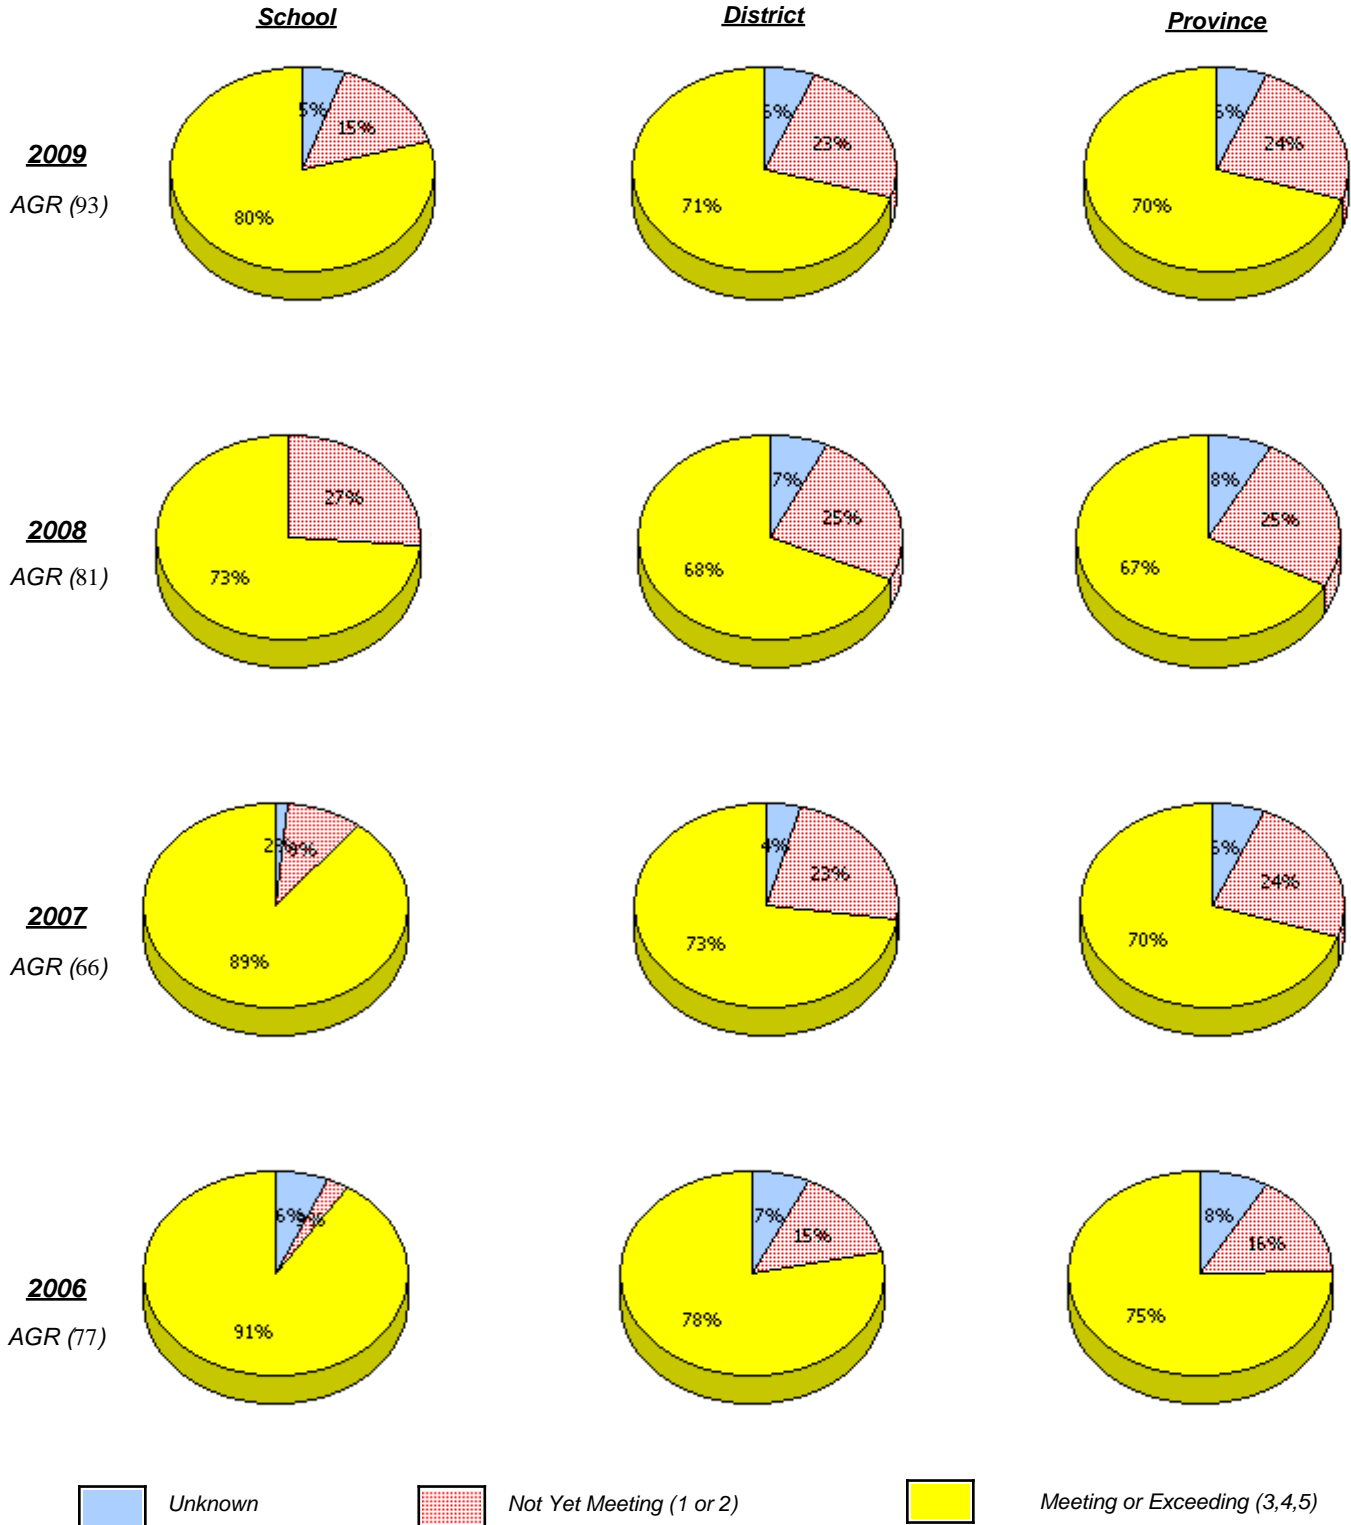 School District Province
2009
AGR (93)
5% 15% 80%
23% 71%
24% 70%
2008
AGR (81)
27% 73%
7% 25% 68%
8% 25% 67%
2007
AGR (66)
89%
4% 23% 73%
24% 70%
2006
AGR (77)
6% 91%
7% 15% 78%
8% 16% 75%
Unknown Not Yet Meeting (1 or 2) Meeting or Exceeding (3,4,5)